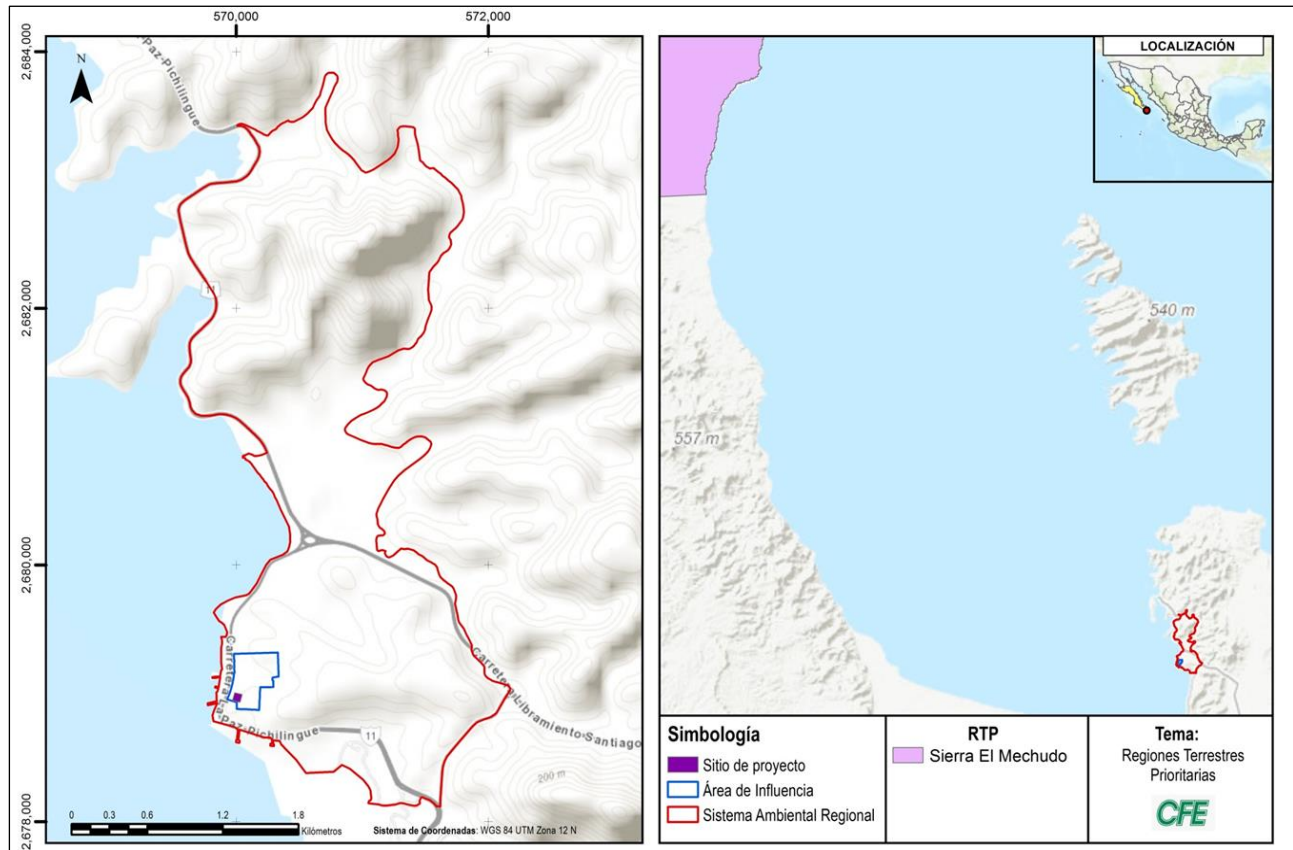 570,000
572,000
2,684,000
2,682,000
2,680,000
2,678,000
N
-Paz-Pichilingue
11
Carretera-La-Paz-Pichilingue
11
Carretera-Libramiento-Santiago
200 m
0 0.3 0.6 1.2 1.8
Kilómetros
Sistema de Coordenadas: WGS 84 UTM Zona 12 N
LOCALIZACIÓN
540 m
557 m
Simbología
Sitio de proyecto
Área de Influencia
Sistema Ambiental Regional
RTP
Sierra El Mechudo
Tema:
Regiones Terrestres
Prioritarias
CFE